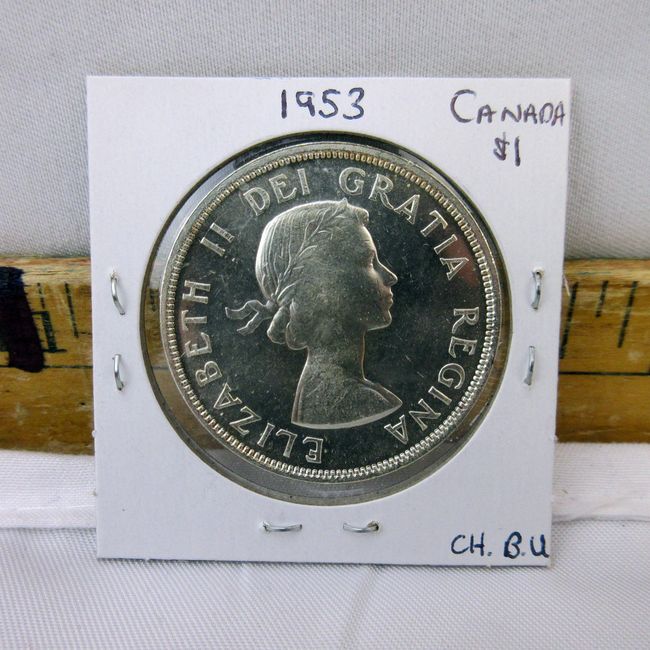 1953
CANADA
$1
ELIZABETH II DEI GRATIA REGINA
CH. B.U